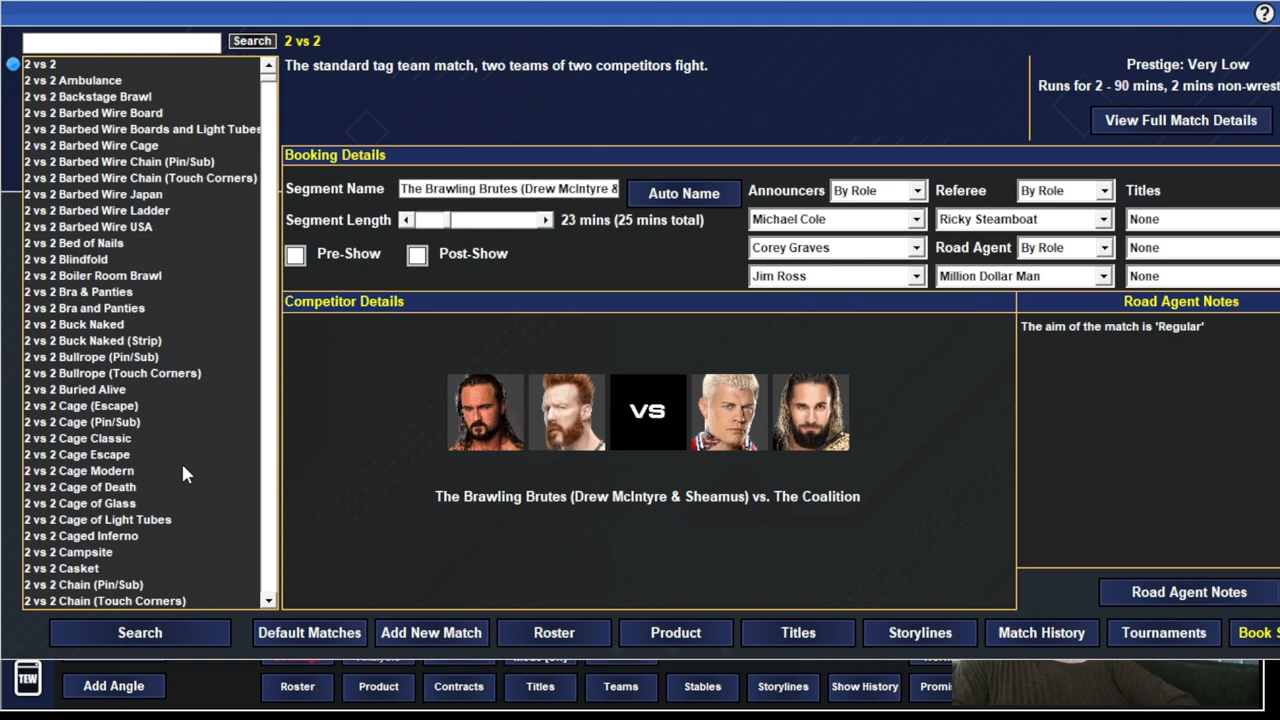 ?
Search
2 vs 2
2 vs 2
2 vs 2 Ambulance
2 vs 2 Backstage Brawl
2 vs 2 Barbed Wire Board
2 vs 2 Barbed Wire Boards and Light Tubes
2 vs 2 Barbed Wire Cage
2 vs 2 Barbed Wire Chain (Pin/Sub)
2 vs 2 Barbed Wire Chain (Touch Corners)
2 vs 2 Barbed Wire Japan
2 vs 2 Barbed Wire Ladder
2 vs 2 Barbed Wire USA
2 vs 2 Bed of Nails
2 vs 2 Blindfold
2 vs 2 Boiler Room Brawl
2 vs 2 Bra & Panties
2 vs 2 Bra and Panties
2 vs 2 Buck Naked
2 vs 2 Buck Naked (Strip)
2 vs 2 Bullrope (Pin/Sub)
2 vs 2 Bullrope (Touch Corners)
2 vs 2 Buried Alive
2 vs 2 Cage (Escape)
2 vs 2 Cage (Pin/Sub)
2 vs 2 Cage Classic
2 vs 2 Cage Escape
2 vs 2 Cage Modern
2 vs 2 Cage of Death
2 vs 2 Cage of Glass
2 vs 2 Cage of Light Tubes
2 vs 2 Caged Inferno
2 vs 2 Campsite
2 vs 2 Casket
2 vs 2 Chain (Pin/Sub)
2 vs 2 Chain (Touch Corners)
The standard tag team match, two teams of two competitors fight.
Prestige: Very Low
Runs for 2 - 90 mins, 2 mins non-wrest
View Full Match Details
Booking Details
Segment Name
The Brawling Brutes (Drew McIntyre &
Auto Name
Segment Length
23 mins (25 mins total)
Pre-Show
Post-Show
Announcers
By Role
Michael Cole
Corey Graves
Jim Ross
Referee
By Role
Ricky Steamboat
Road Agent
By Role
Million Dollar Man
Titles
None
None
None
Competitor Details
VS
The Brawling Brutes (Drew McIntyre & Sheamus) vs. The Coalition
Road Agent Notes
The aim of the match is 'Regular'
Road Agent Notes
Search
Default Matches
Add New Match
Roster
Product
Titles
Storylines
Match History
Tournaments
Book S
TEW
Add Angle
Roster
Product
Contracts
Titles
Teams
Stables
Storylines
Show History
Promi